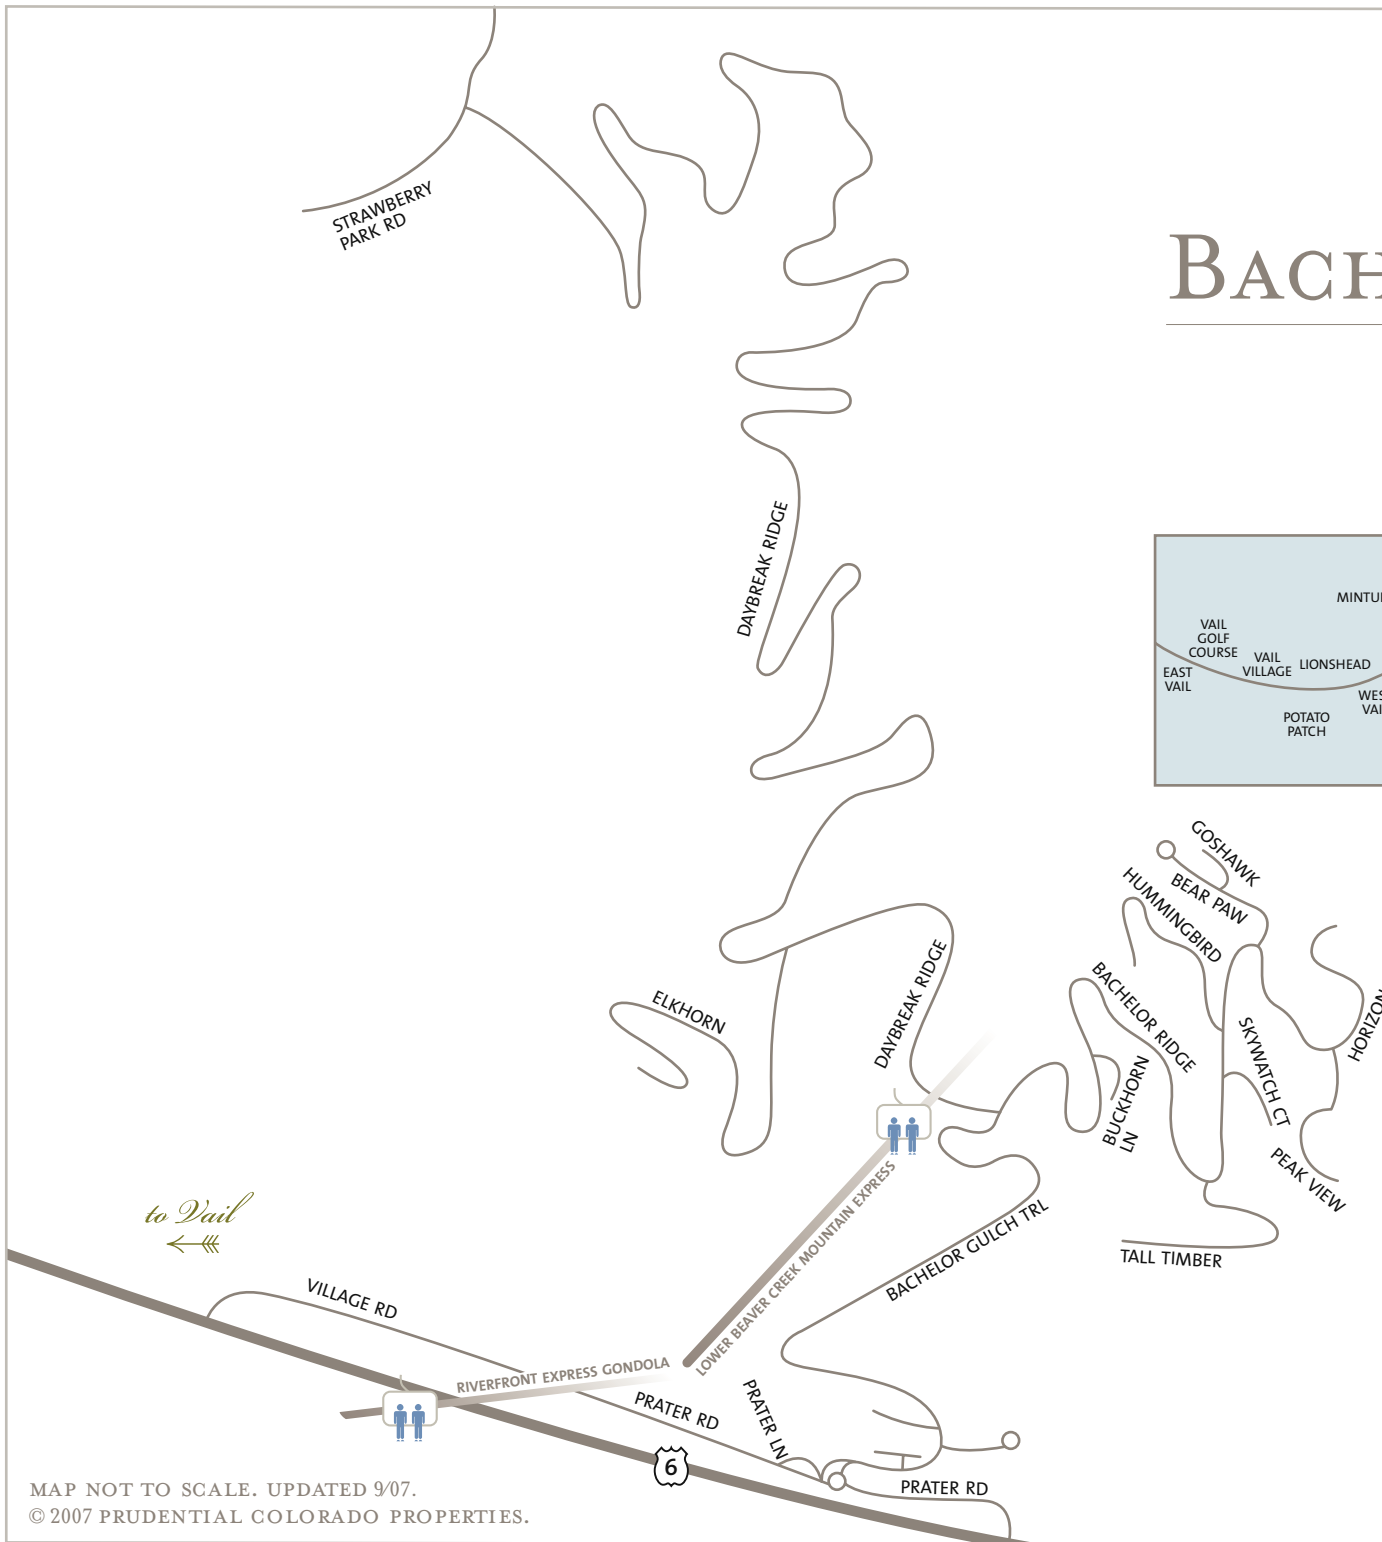 STRAWBERRY
PARK RD
BACH
DAYBREAK RIDGE
MINTU
VAIL
GOLF
COURSE
VAIL
VILLAGE
LIONSHEAD
EAST
VAIL
WES
VAI
POTATO
PATCH
GOSHAWK
BEAR PAW
HUMMINGBIRD
BACHELOR RIDGE
DAYBREAK RIDGE
ELKHORN
HORIZON
SKYWATCH CT
BUCKHORN
LN
PEAK VIEW
BACHELOR GULCH TRL
TALL TIMBER
to Vail
VILLAGE RD
LOWER BEAVER CREEK MOUNTAIN EXPRESS
RIVERFRONT EXPRESS GONDOLA
PRATER RD
PRATER LN
6
PRATER RD
MAP NOT TO SCALE. UPDATED 9/07.
© 2007 PRUDENTIAL COLORADO PROPERTIES.